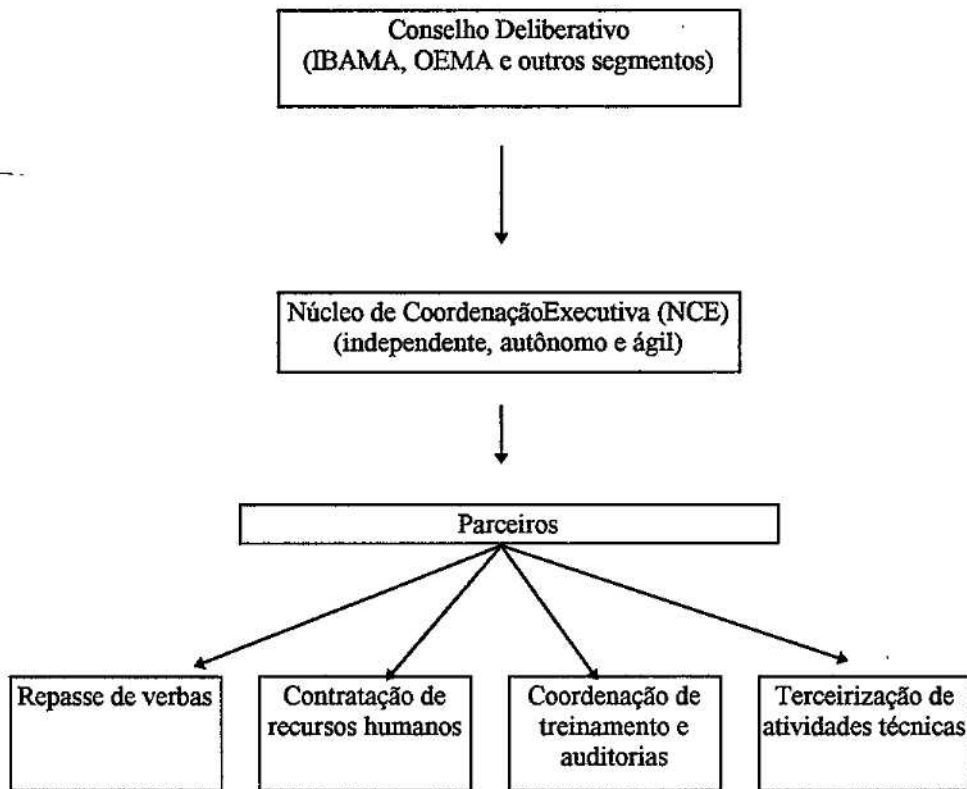 Conselho Deliberativo
(IBAMA, OEMA e outros segmentos)
Núcleo de CoordenaçãoExecutiva (NCE)
(independente, autônomo e ágil)
Parceiros
Repasse de verbas
Contratação de
recursos humanos
Coordenação de
treinamento e
auditorias
Terceirização de
atividades técnicas